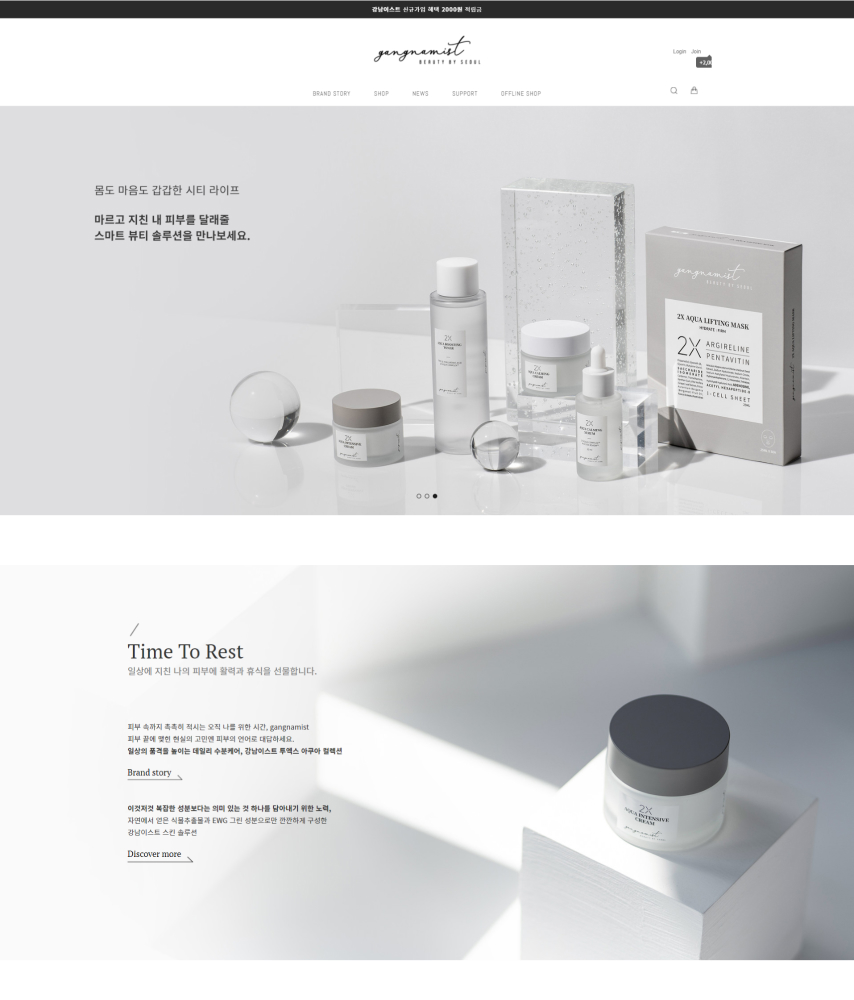 강남이스트 신규가입 혜택 2000원 적립금
gangnamist
BEAUTY OF SEOUL
Login Join
BRAND STORY SHOP NEWS SUPPORT OFFLINE SHOP
몸도 마음도 갑갑한 시티 라이프
마르고 지친 내 피부를 달래줄
스마트 뷰티 솔루션을 만나보세요.
gangnamist
BEAUTY OF SEOUL
2X AQUA LIFTING MASK
HYDRATE · FIRM
2X ARGIRELINE
PENTAVITIN
I-CELL SHEET
2X
2X
2X
2X
Time To Rest
일상에 지친 나의 피부에 활력과 휴식을 선물합니다.
피부 속까지 촉촉히 적시는 오직 나를 위한 시간, gangnamist
피부 끝에 맺힌 현실의 고민엔 피부의 언어로 대답하세요.
일상의 품격을 높이는 데일리 수분케어, 강남이스트 투엑스 아쿠아 컬렉션
Brand story
이것저것 복잡한 성분보다는 의미 있는 것 하나를 담아내기 위한 노력,
자연에서 얻은 식물추출물과 EWG 그린 성분으로만 깐깐하게 구성한
강남이스트 스킨 솔루션
Discover more
2X
AQUA INTENSIVE
CREAM
gangnamist